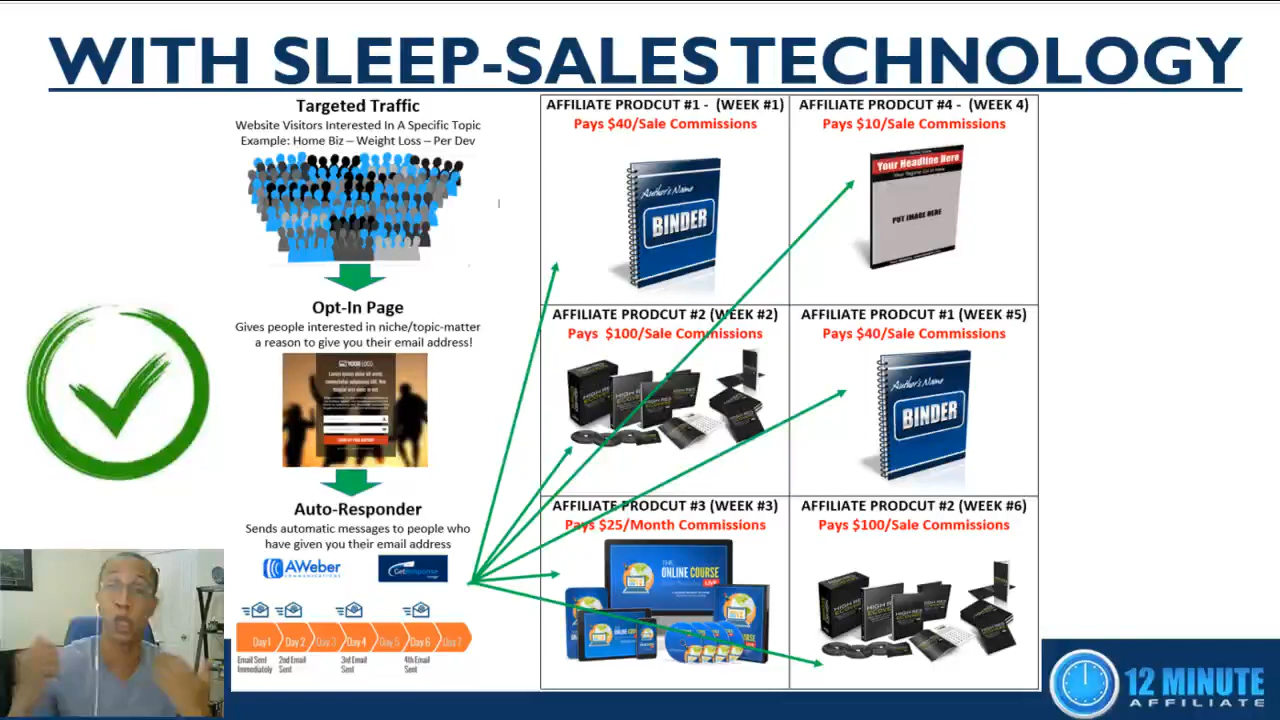 WITH SLEEP-SALES TECHNOLOGY
Targeted Traffic
Website Visitors Interested In A Specific Topic
Example: Home Biz – Weight Loss – Per Dev
Opt-In Page
Gives people interested in niche/topic-matter
a reason to give you their email address!
YOUR LOGO
Auto-Responder
Sends automatic messages to people who
have given you their email address
AWeber
COMMUNICATIONS
GetResponse
Day 1 Day 2 Day 3 Day 4 Day 5 Day 6 Day 7
Email Sent
Immediately
2nd Email
Sent
3rd Email
Sent
4th Email
Sent
AFFILIATE PRODCUT #1 - (WEEK #1)
Pays $40/Sale Commissions
Author's Name
BINDER
AFFILIATE PRODCUT #4 - (WEEK 4)
Pays $10/Sale Commissions
Your Headline Here
PUT IMAGE HERE
AFFILIATE PRODCUT #2 (WEEK #2)
Pays $100/Sale Commissions
AFFILIATE PRODCUT #1 (WEEK #5)
Pays $40/Sale Commissions
Author's Name
BINDER
AFFILIATE PRODCUT #3 (WEEK #3)
Pays $25/Month Commissions
THE
ONLINE COURSE
LIVE
AFFILIATE PRODCUT #2 (WEEK #6)
Pays $100/Sale Commissions
12 MINUTE
AFFILIATE